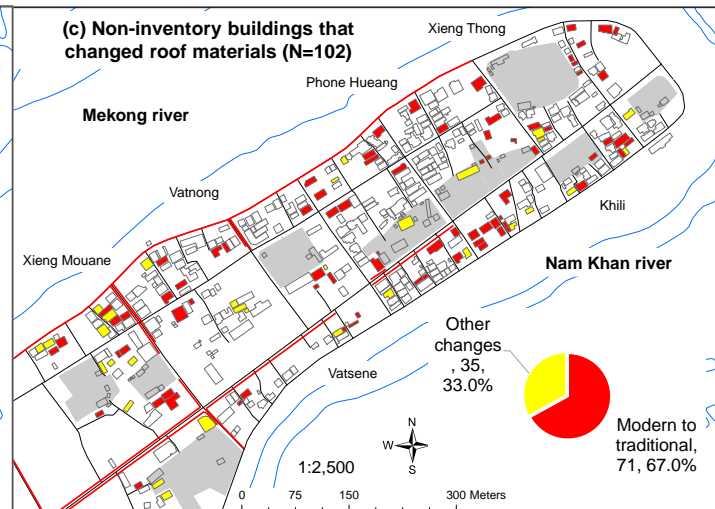 (c) Non-inventory buildings that
changed roof materials (N=102)
Xieng Thong
Phone Hueang
Mekong river
Vatnong
Khili
Xieng Mouane
Nam Khan river
Other
changes
, 35,
33.0%
Vatsene
Modern to
traditional,
71, 67.0%
N
W
S
1:2,500
0 75 150 300 Meters